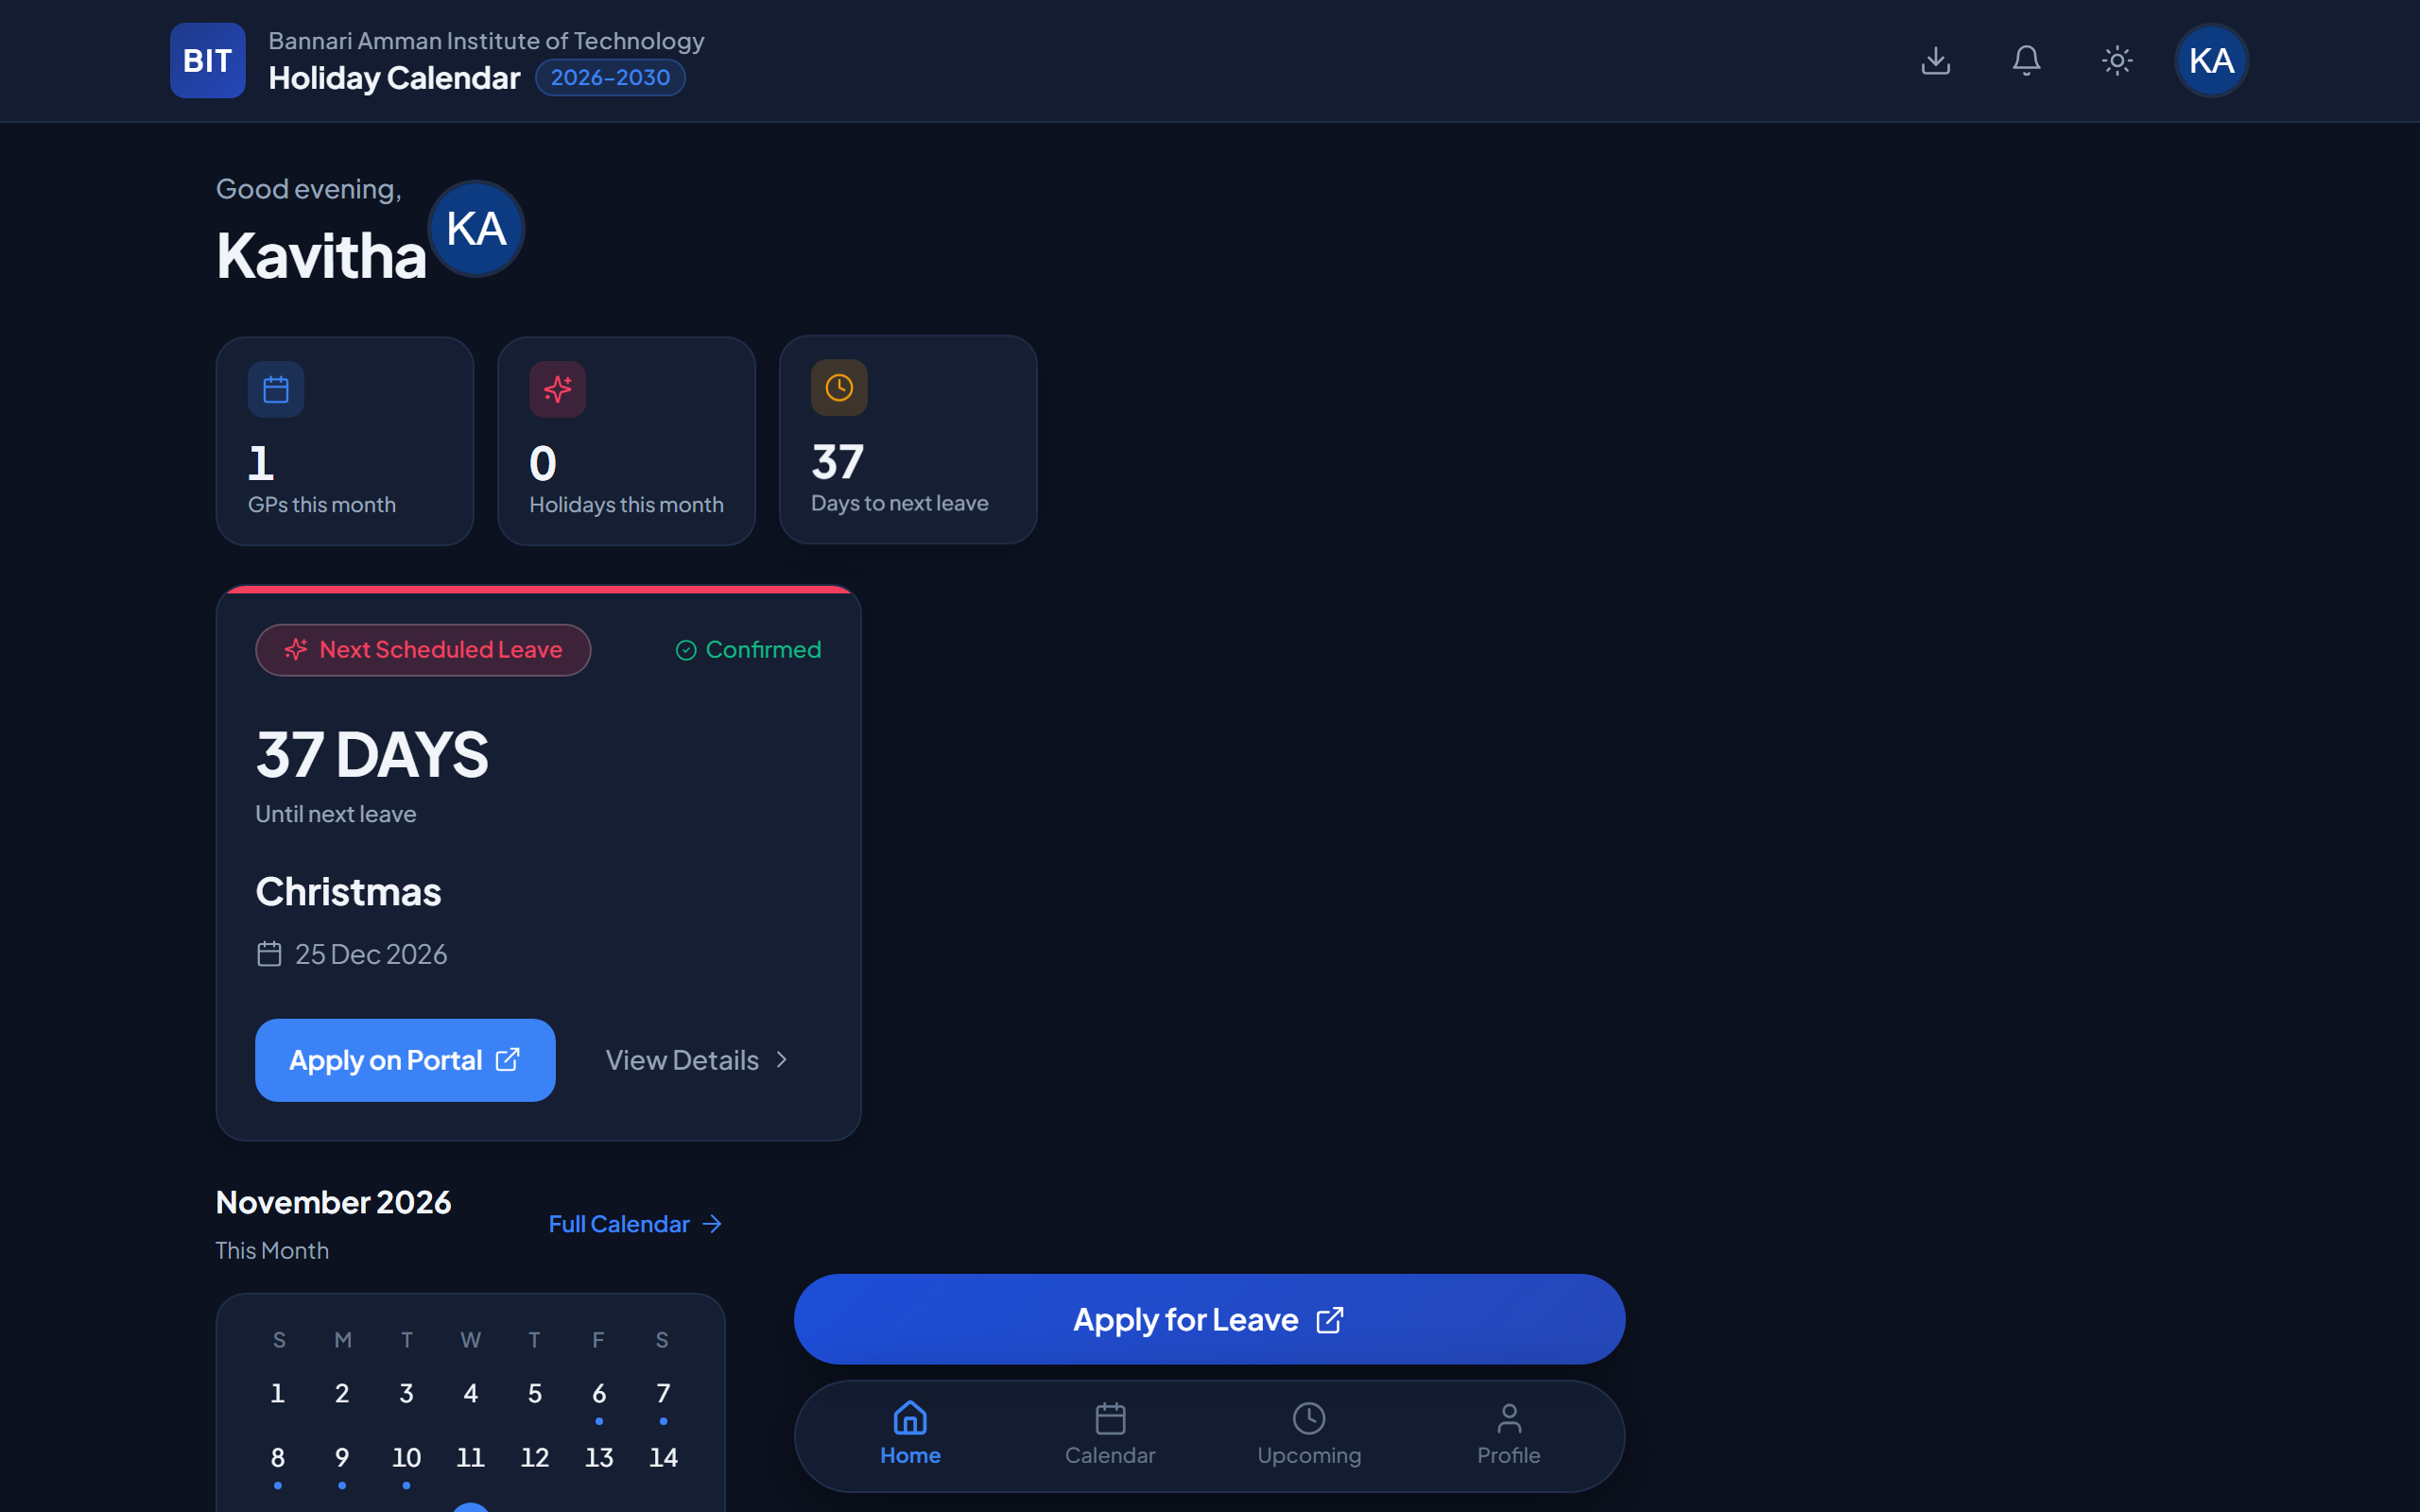 BIT
Bannari Amman Institute of Technology
Holiday Calendar 2026–2030
KA
Good evening,
Kavitha
KA
1
GPs this month
0
Holidays this month
37
Days to next leave
Next Scheduled Leave
Confirmed
37 DAYS
Until next leave
Christmas
25 Dec 2026
Apply on Portal
View Details
November 2026
This Month
Full Calendar
S M T W T F S
1 2 3 4 5 6 7
8 9 10 11 12 13 14
Apply for Leave
Home
Calendar
Upcoming
Profile